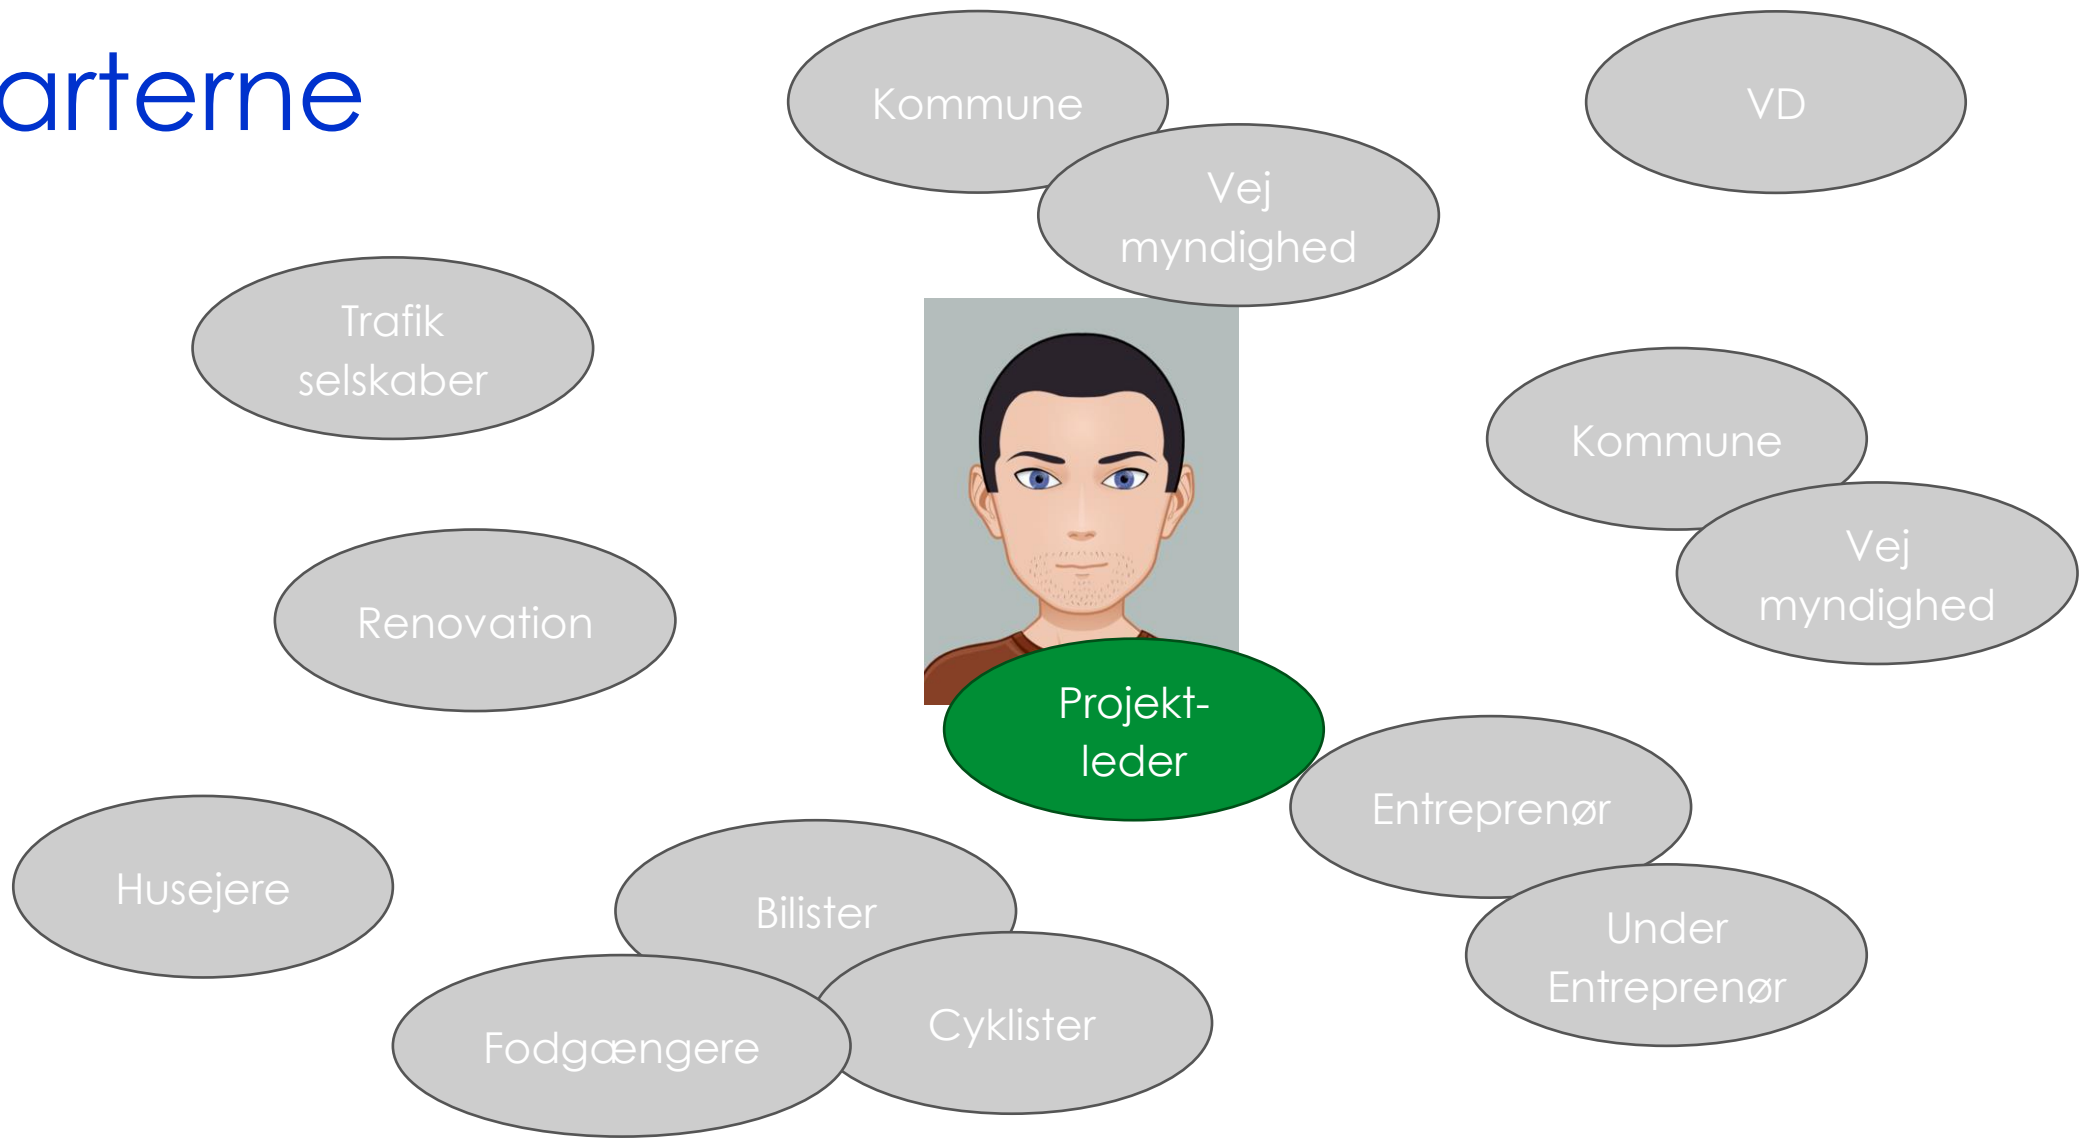 arterne
Kommune
VD
Vej
myndighed
Trafik
selskaber
Kommune
Vej
myndighed
Renovation
Projekt-
leder
Entreprenør
Husejere
Bilister
Under
Entreprenør
Cyklister
Fodgængere